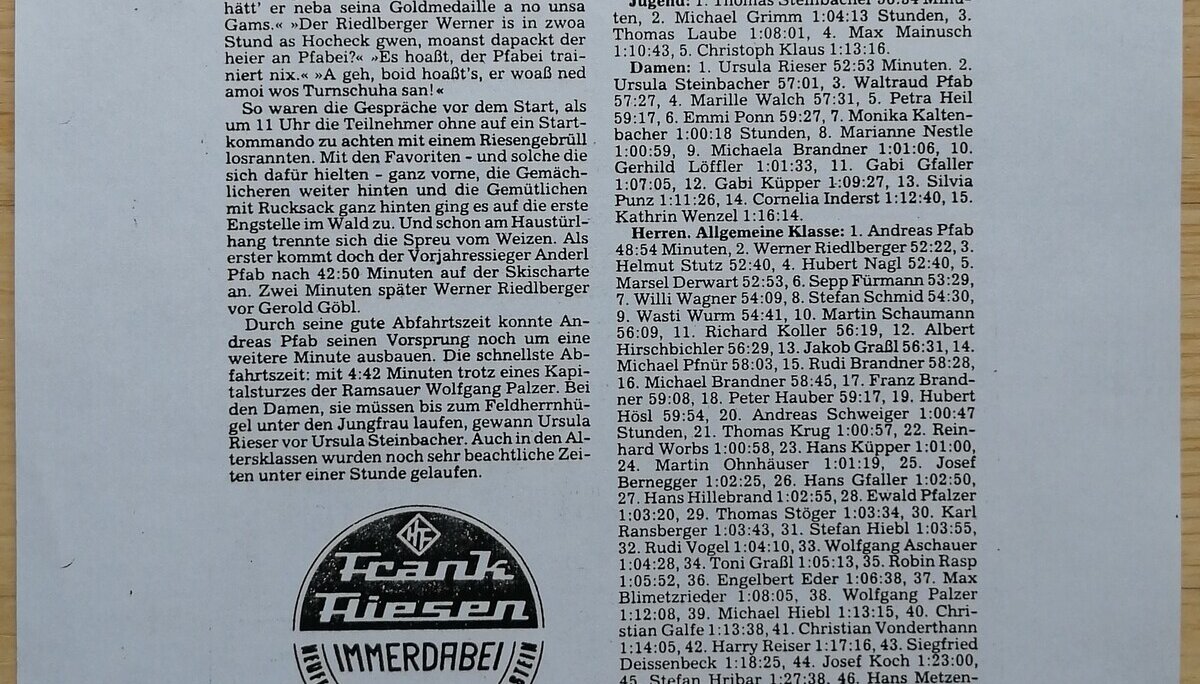 hätt' er neba seina Goldmedaille a no unsa
Gams.« »Der Riedlberger Werner is in zwoa
Stund as Hocheck gwen, moanst dapackt der
heier an Pfabei?« »Es hoaßt, der Pfabei trai-
niert nix.« »A geh, boid hoaßt's, er woaß ned
amoi wos Turnschuha san!«
So waren die Gespräche vor dem Start, als
um 11 Uhr die Teilnehmer ohne auf ein Start-
kommando zu achten mit einem Riesengebrüll
losrannten. Mit den Favoriten - und solche die
sich dafür hielten - ganz vorne, die Gemäch-
licheren weiter hinten und die Gemütlichen
mit Rucksack ganz hinten ging es auf die erste
Engstelle im Wald zu. Und schon am Haustürl-
hang trennte sich die Spreu vom Weizen. Als
erster kommt doch der Vorjahressieger Anderl
Pfab nach 42:50 Minuten auf der Skischarte
an. Zwei Minuten später Werner Riedlberger
vor Gerold Göbl.
Durch seine gute Abfahrtszeit konnte An-
dreas Pfab seinen Vorsprung noch um eine
weitere Minute ausbauen. Die schnellste Ab-
fahrtszeit: mit 4:42 Minuten trotz eines Kapi-
talsturzes der Ramsauer Wolfgang Palzer. Bei
den Damen, sie müssen bis zum Feldherrnhü-
gel unter den Jungfrau laufen, gewann Ursula
Rieser vor Ursula Steinbacher. Auch in den Al-
tersklassen wurden noch sehr beachtliche Zei-
ten unter einer Stunde gelaufen.
HF
Frank
Fliesen
IMMERDABEI
Jugend: 1. Thomas Steinbacher 56:54 Minu-
ten, 2. Michael Grimm 1:04:13 Stunden, 3.
Thomas Laube 1:08:01, 4. Max Mainusch
1:10:43, 5. Christoph Klaus 1:13:16.
Damen: 1. Ursula Rieser 52:53 Minuten. 2.
Ursula Steinbacher 57:01, 3. Waltraud Pfab
57:27, 4. Marille Walch 57:31, 5. Petra Heil
59:17, 6. Emmi Ponn 59:27, 7. Monika Kalten-
bacher 1:00:18 Stunden, 8. Marianne Nestle
1:00:59, 9. Michaela Brandner 1:01:06, 10.
Gerhild Löffler 1:01:33, 11. Gabi Gfaller
1:07:05, 12. Gabi Küpper 1:09:27, 13. Silvia
Punz 1:11:26, 14. Cornelia Inderst 1:12:40, 15.
Kathrin Wenzel 1:16:14.
Herren. Allgemeine Klasse: 1. Andreas Pfab
48:54 Minuten, 2. Werner Riedlberger 52:22, 3.
Helmut Stutz 52:40, 4. Hubert Nagl 52:40, 5.
Marsel Derwart 52:53, 6. Sepp Fürmann 53:29,
7. Willi Wagner 54:09, 8. Stefan Schmid 54:30,
9. Wasti Wurm 54:41, 10. Martin Schaumann
56:09, 11. Richard Koller 56:19, 12. Albert
Hirschbichler 56:29, 13. Jakob Graßl 56:31, 14.
Michael Pfnür 58:03, 15. Rudi Brandner 58:28,
16. Michael Brandner 58:45, 17. Franz Brand-
ner 59:08, 18. Peter Hauber 59:17, 19. Hubert
Hösl 59:54, 20. Andreas Schweiger 1:00:47
Stunden, 21. Thomas Krug 1:00:57, 22. Rein-
hard Worbs 1:00:58, 23. Hans Küpper 1:01:00,
24. Martin Ohnhäuser 1:01:19, 25. Josef
Bernegger 1:02:25, 26. Hans Gfaller 1:02:50,
27. Hans Hillebrand 1:02:55, 28. Ewald Pfalzer
1:03:20, 29. Thomas Stöger 1:03:34, 30. Karl
Ransberger 1:03:43, 31. Stefan Hiebl 1:03:55,
32. Rudi Vogel 1:04:10, 33. Wolfgang Aschauer
1:04:28, 34. Toni Graßl 1:05:13, 35. Robin Rasp
1:05:52, 36. Engelbert Eder 1:06:38, 37. Max
Blimetzrieder 1:08:05, 38. Wolfgang Palzer
1:12:08, 39. Michael Hiebl 1:13:15, 40. Chri-
stian Galfe 1:13:38, 41. Christian Vonderthann
1:14:05, 42. Harry Reiser 1:17:16, 43. Siegfried
Deissenbeck 1:18:25, 44. Josef Koch 1:23:00,
45. Stefan Hribar 1:27:38, 46. Hans Metzen-